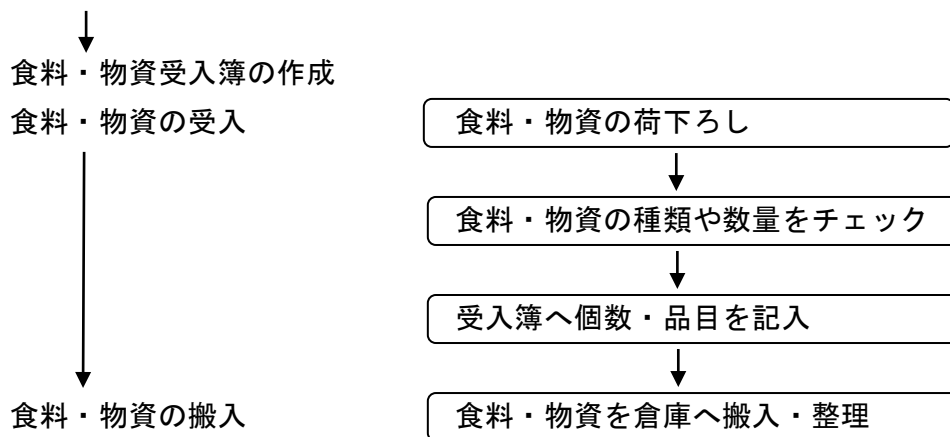 食料・物資受入簿の作成
食料・物資の受入
食料・物資の荷下ろし
食料・物資の種類や数量をチェック
受入簿へ個数・品目を記入
食料・物資の搬入
食料・物資を倉庫へ搬入・整理